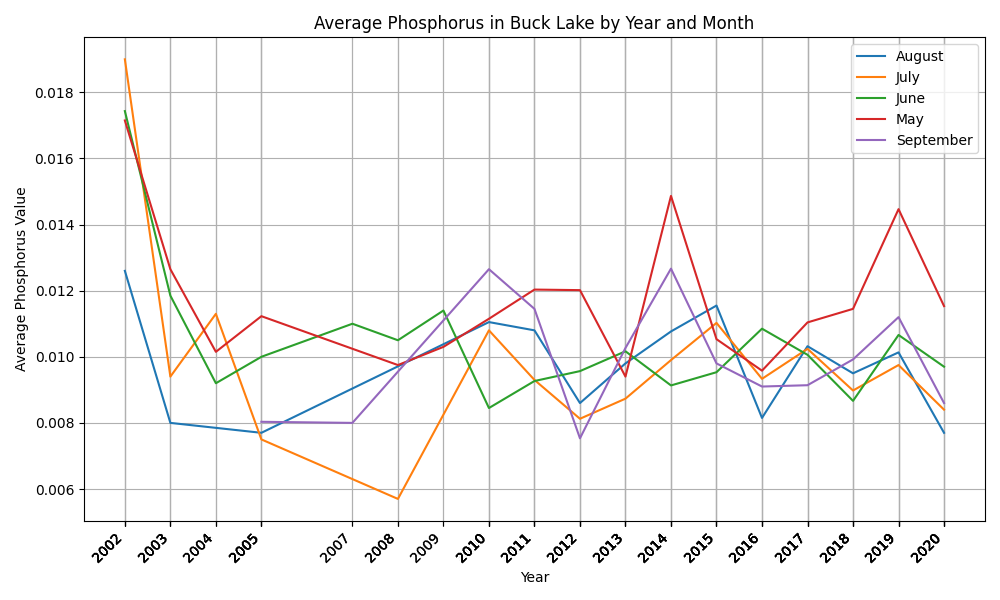 Average Phosphorus in Buck Lake by Year and Month
August
July
June
May
September
Average Phosphorus Value
0.018
0.016
0.014
0.012
0.010
0.008
0.006
2002 2003 2004 2005 2007 2008 2009 2010 2011 2012 2013 2014 2015 2016 2017 2018 2019 2020
Year